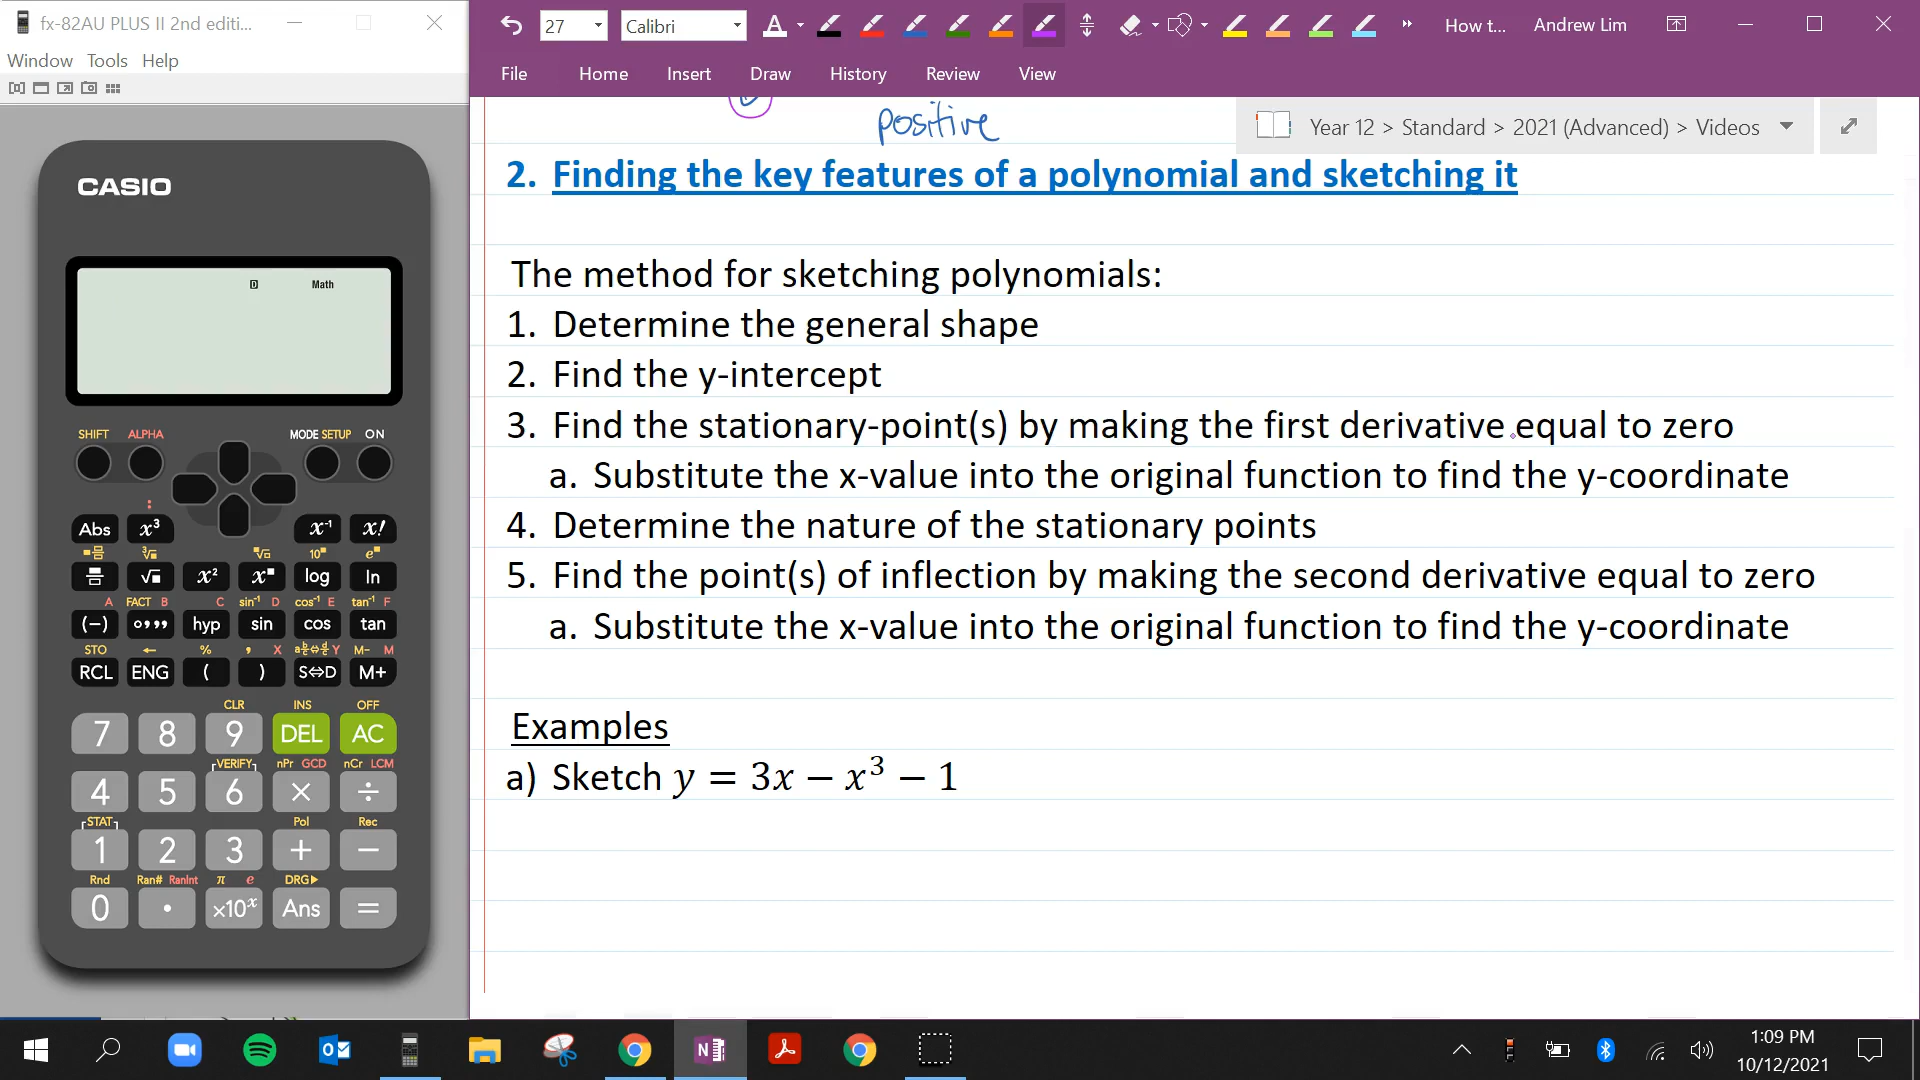 fx-82AU PLUS II 2nd editi...
Window Tools Help
27 Calibri A How t... Andrew Lim
File Home Insert Draw History Review View
positive
Year 12 > Standard > 2021 (Advanced) > Videos
2. Finding the key features of a polynomial and sketching it
The method for sketching polynomials:
1. Determine the general shape
2. Find the y-intercept
3. Find the stationary-point(s) by making the first derivative equal to zero
a. Substitute the x-value into the original function to find the y-coordinate
4. Determine the nature of the stationary points
5. Find the point(s) of inflection by making the second derivative equal to zero
a. Substitute the x-value into the original function to find the y-coordinate
Examples
a) Sketch y = 3x − x³ − 1
CASIO
D Math
SHIFT ALPHA MODE SETUP ON
:
Abs x³ x⁻¹ x!
³√■ ■√□ 10■ e■
√■ x² x■ log ln
A FACT B C sin⁻¹ D cos⁻¹ E tan⁻¹ F
(−) °,,, hyp sin cos tan
STO ← % , X a b/c⇔d/c Y M− M
RCL ENG ( ) S⇔D M+
CLR INS OFF
7 8 9 DEL AC
VERIFY nPr GCD nCr LCM
4 5 6 × ÷
STAT Pol Rec
1 2 3 + −
Rnd Ran# RanInt π e DRG▶
0 • ×10ˣ Ans =
1:09 PM
10/12/2021